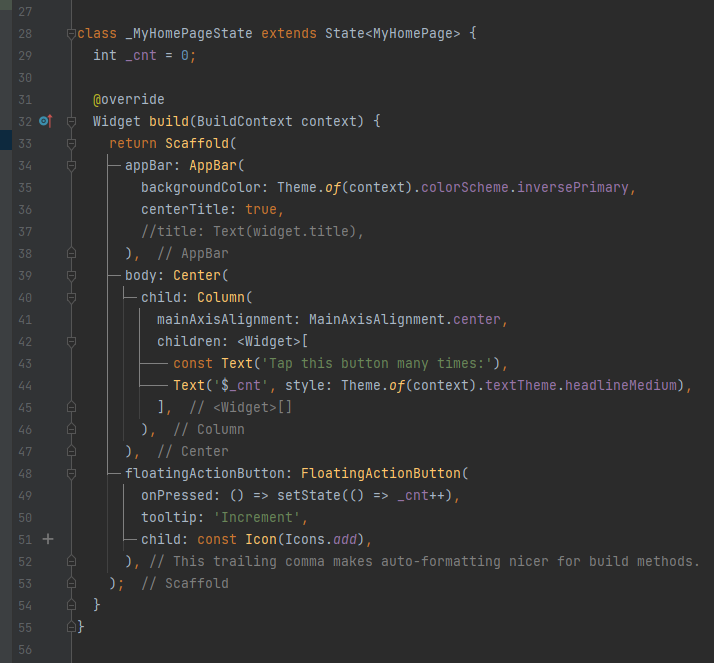 27
28 class _MyHomePageState extends State<MyHomePage> {
29   int _cnt = 0;
30
31   @override
32   Widget build(BuildContext context) {
33     return Scaffold(
34       appBar: AppBar(
35         backgroundColor: Theme.of(context).colorScheme.inversePrimary,
36         centerTitle: true,
37         //title: Text(widget.title),
38       ),  // AppBar
39       body: Center(
40         child: Column(
41           mainAxisAlignment: MainAxisAlignment.center,
42           children: <Widget>[
43             const Text('Tap this button many times:'),
44             Text('$_cnt', style: Theme.of(context).textTheme.headlineMedium),
45           ],  // <Widget>[]
46         ),  // Column
47       ),  // Center
48       floatingActionButton: FloatingActionButton(
49         onPressed: () => setState(() => _cnt++),
50         tooltip: 'Increment',
51         child: const Icon(Icons.add),
52       ), // This trailing comma makes auto-formatting nicer for build methods.
53     );  // Scaffold
54   }
55 }
56